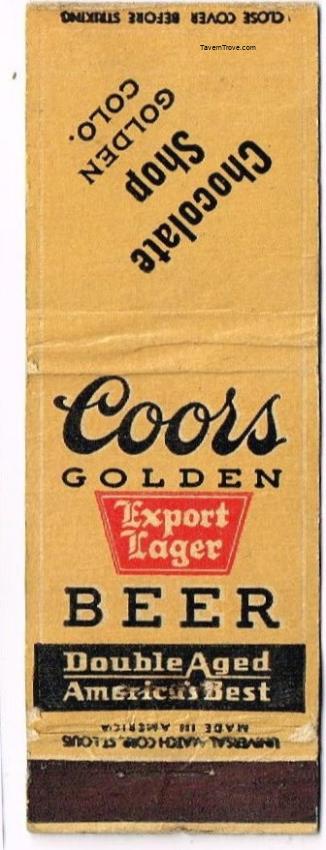 CLOSE COVER BEFORE STRIKING
TavernTrove.com
Chocolate
Shop
GOLDEN
COLO.
Coors
GOLDEN
Export
Lager
BEER
Double Aged
America's Best
MADE IN AMERICA
UNIVERSAL MATCH CORP., ST. LOUIS